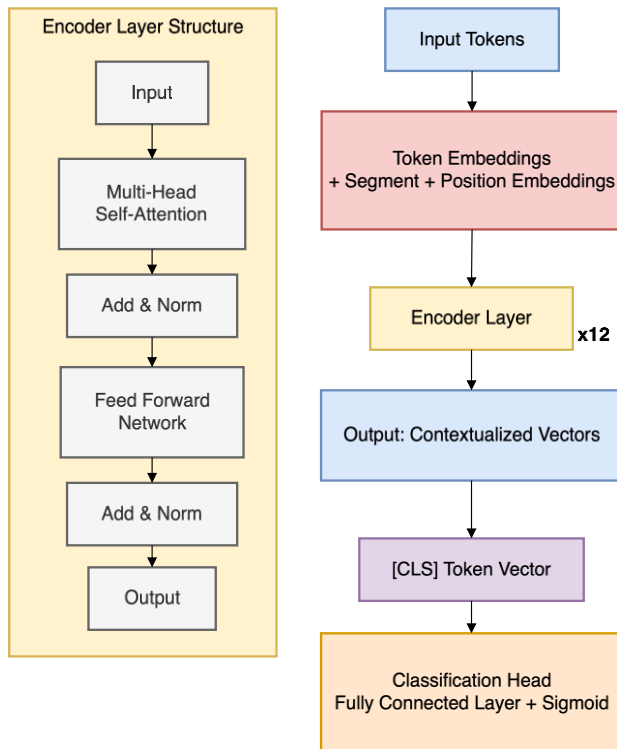 Encoder Layer Structure
Input
Multi-Head
Self-Attention
Add & Norm
Feed Forward
Network
Add & Norm
Output
Input Tokens
Token Embeddings
+ Segment + Position Embeddings
Encoder Layer
x12
Output: Contextualized Vectors
[CLS] Token Vector
Classification Head
Fully Connected Layer + Sigmoid